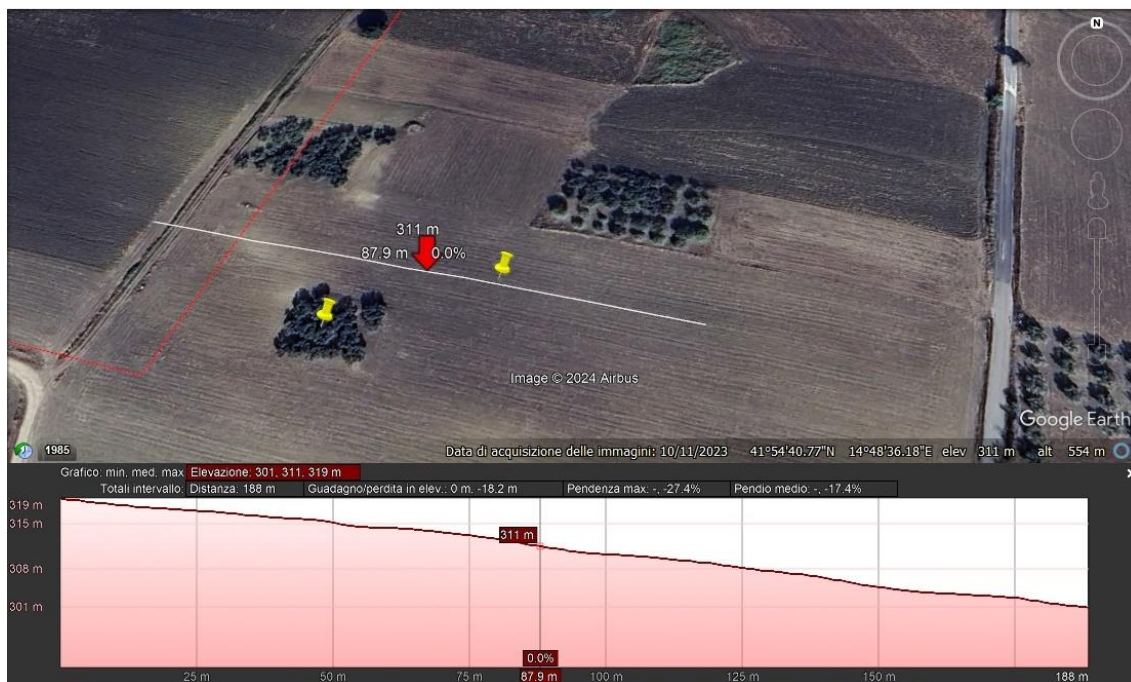 N
311 m
87.9 m 0.0%
Image © 2024 Airbus
Google Earth
1985
Data di acquisizione delle immagini: 10/11/2023 41°54'40.77"N 14°48'36.18"E elev 311 m alt 554 m
Grafico: min, med, max Elevazione: 301, 311, 319 m
Totali intervallo: Distanza: 188 m Guadagno/perdita in elev.: 0 m, -18.2 m Pendenza max: -, -27.4% Pendio medio: -, -17.4%
319 m
315 m
311 m
308 m
301 m
0.0%
25 m 50 m 75 m 87.9 m 100 m 125 m 150 m 188 m